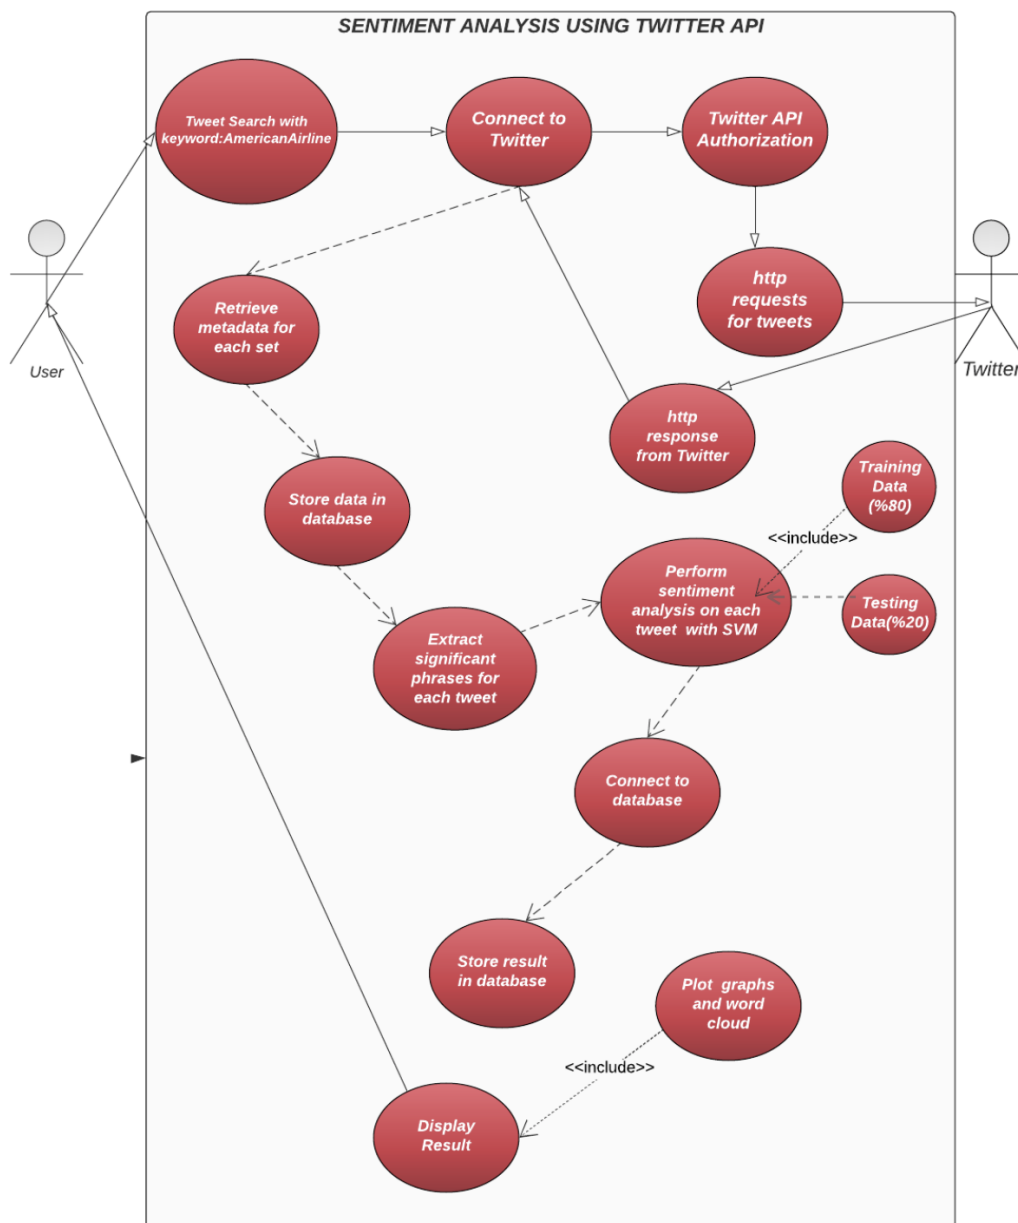 SENTIMENT ANALYSIS USING TWITTER API
Tweet Search with
keyword:AmericanAirline
Connect to
Twitter
Twitter API
Authorization
http
requests
for tweets
Retrieve
metadata for
each set
User
Twitter
http
response
from Twitter
Training
Data
(%80)
Store data in
database
<<include>>
Perform
sentiment
analysis on each
tweet with SVM
Testing
Data(%20)
Extract
significant
phrases for
each tweet
Connect to
database
Store result
in database
Plot graphs
and word
cloud
<<include>>
Display
Result